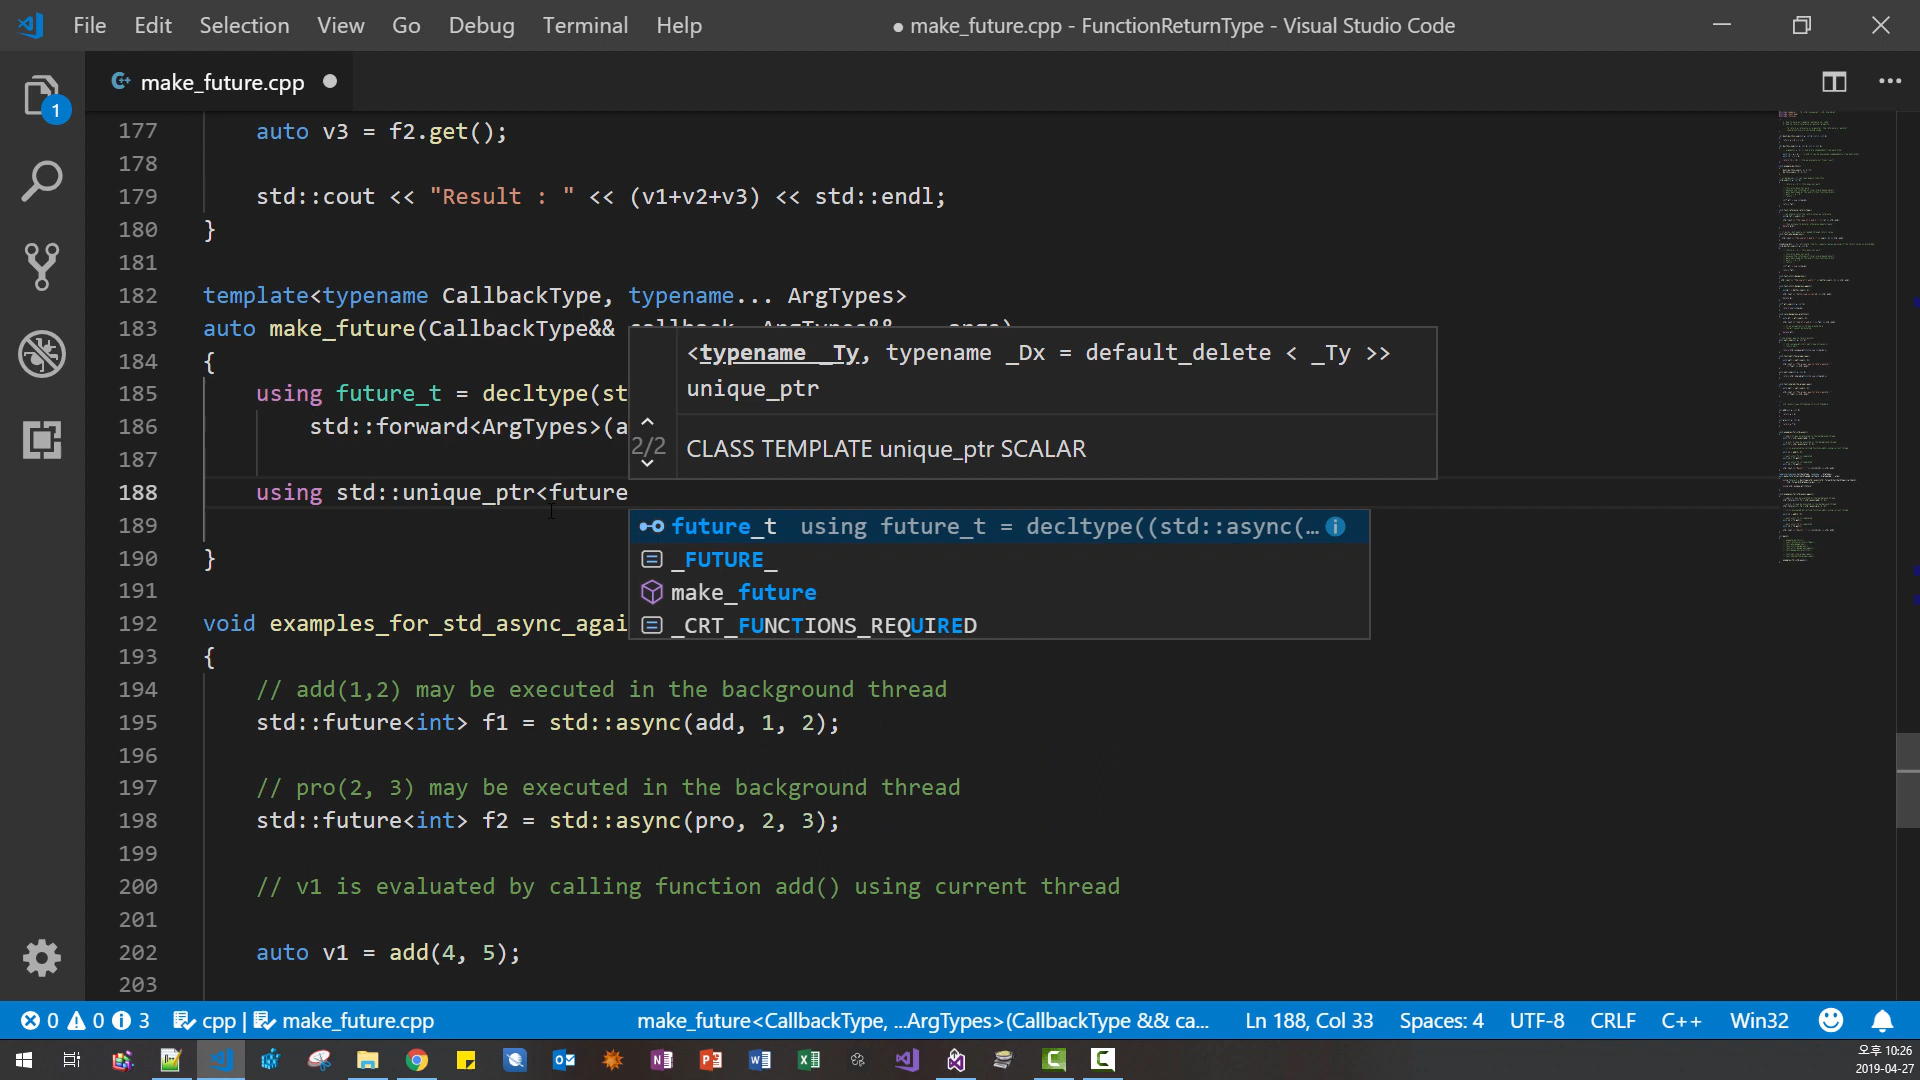 File Edit Selection View Go Debug Terminal Help ● make_future.cpp - FunctionReturnType - Visual Studio Code
make_future.cpp
1
177 auto v3 = f2.get();
178
179 std::cout << "Result : " << (v1+v2+v3) << std::endl;
180 }
181
182 template<typename CallbackType, typename... ArgTypes>
183 auto make_future(CallbackType&&
<typename _Ty, typename _Dx = default_delete < _Ty >>
unique_ptr
184 {
185 using future_t = decltype(st
186 std::forward<ArgTypes>(a
2/2 CLASS TEMPLATE unique_ptr SCALAR
187
188 using std::unique_ptr<future
189
future_t using future_t = decltype((std::async(…
_FUTURE_
190 }
make_future
191
192 void examples_for_std_async_agai
_CRT_FUNCTIONS_REQUIRED
193 {
194 // add(1,2) may be executed in the background thread
195 std::future<int> f1 = std::async(add, 1, 2);
196
197 // pro(2, 3) may be executed in the background thread
198 std::future<int> f2 = std::async(pro, 2, 3);
199
200 // v1 is evaluated by calling function add() using current thread
201
202 auto v1 = add(4, 5);
203
0 0 3 cpp | make_future.cpp make_future<CallbackType, ...ArgTypes>(CallbackType && ca... Ln 188, Col 33 Spaces: 4 UTF-8 CRLF C++ Win32
오후 10:26
2019-04-27